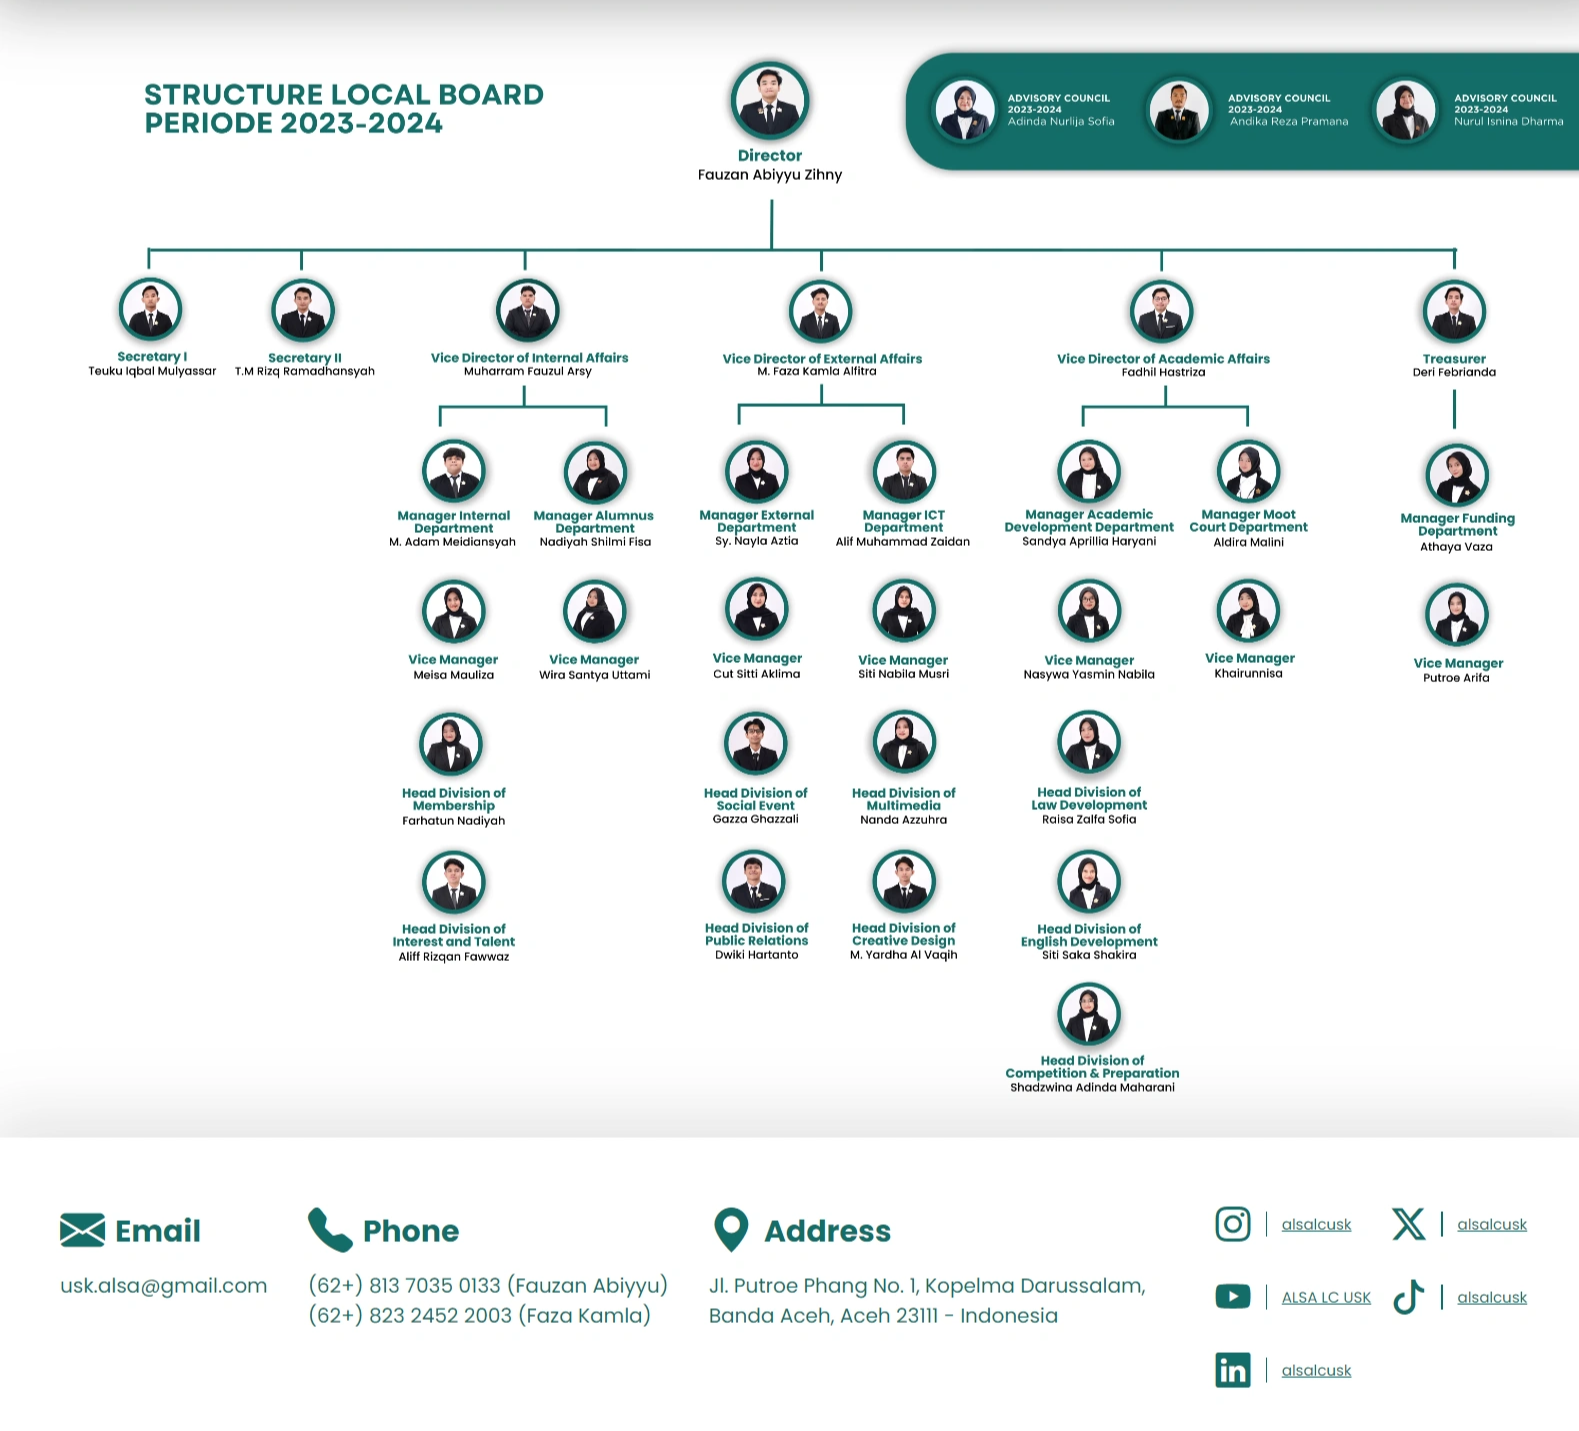 STRUCTURE LOCAL BOARD
PERIODE 2023-2024
Director
Fauzan Abiyyu Zihny
ADVISORY COUNCIL
2023-2024
Adinda Nurlija Sofia
ADVISORY COUNCIL
2023-2024
Andika Reza Pramana
ADVISORY COUNCIL
2023-2024
Nurul Isnina Dharma
Secretary I
Teuku Iqbal Mulyassar
Secretary II
T.M Rizq Ramadhansyah
Vice Director of Internal Affairs
Muharram Fauzul Arsy
Vice Director of External Affairs
M. Faza Kamla Alfitra
Vice Director of Academic Affairs
Fadhil Hastriza
Treasurer
Deri Febrianda
Manager Internal
Department
M. Adam Meidiansyah
Manager Alumnus
Department
Nadiyah Shilmi Fisa
Manager External
Department
Sy. Nayla Aztia
Manager ICT
Department
Alif Muhammad Zaidan
Manager Academic
Development Department
Sandya Aprillia Haryani
Manager Moot
Court Department
Aldira Malini
Manager Funding
Department
Athaya Vaza
Vice Manager
Meisa Mauliza
Vice Manager
Wira Santya Uttami
Vice Manager
Cut Sitti Aklima
Vice Manager
Siti Nabila Musri
Vice Manager
Nasywa Yasmin Nabila
Vice Manager
Khairunnisa
Vice Manager
Putroe Arifa
Head Division of
Membership
Farhatun Nadiyah
Head Division of
Social Event
Gazza Ghazzali
Head Division of
Multimedia
Nanda Azzuhra
Head Division of
Law Development
Raisa Zalfa Sofia
Head Division of
Interest and Talent
Aliff Rizqan Fawwaz
Head Division of
Public Relations
Dwiki Hartanto
Head Division of
Creative Design
M. Yardha Al Vaqih
Head Division of
English Development
Siti Saka Shakira
Head Division of
Competition & Preparation
Shadzwina Adinda Maharani
Email
usk.alsa@gmail.com
Phone
(62+) 813 7035 0133 (Fauzan Abiyyu)
(62+) 823 2452 2003 (Faza Kamla)
Address
Jl. Putroe Phang No. 1, Kopelma Darussalam,
Banda Aceh, Aceh 23111 - Indonesia
alsalcusk
alsalcusk
ALSA LC USK
alsalcusk
alsalcusk